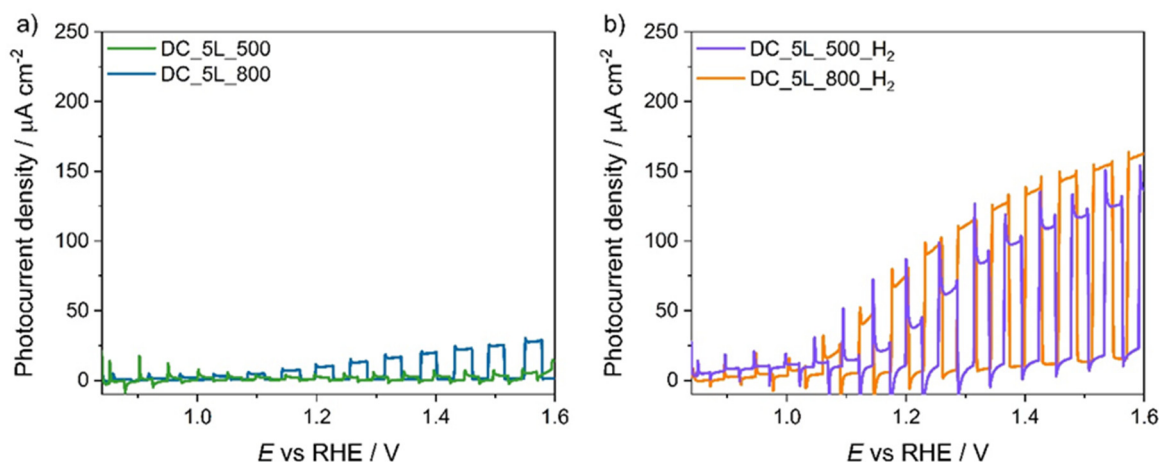 a)
250
200
150
100
50
0
Photocurrent density / μA cm⁻²
DC_5L_500
DC_5L_800
1.0
1.2
1.4
1.6
E vs RHE / V
b)
250
200
150
100
50
0
Photocurrent density / μA cm⁻²
DC_5L_500_H₂
DC_5L_800_H₂
1.0
1.2
1.4
1.6
E vs RHE / V